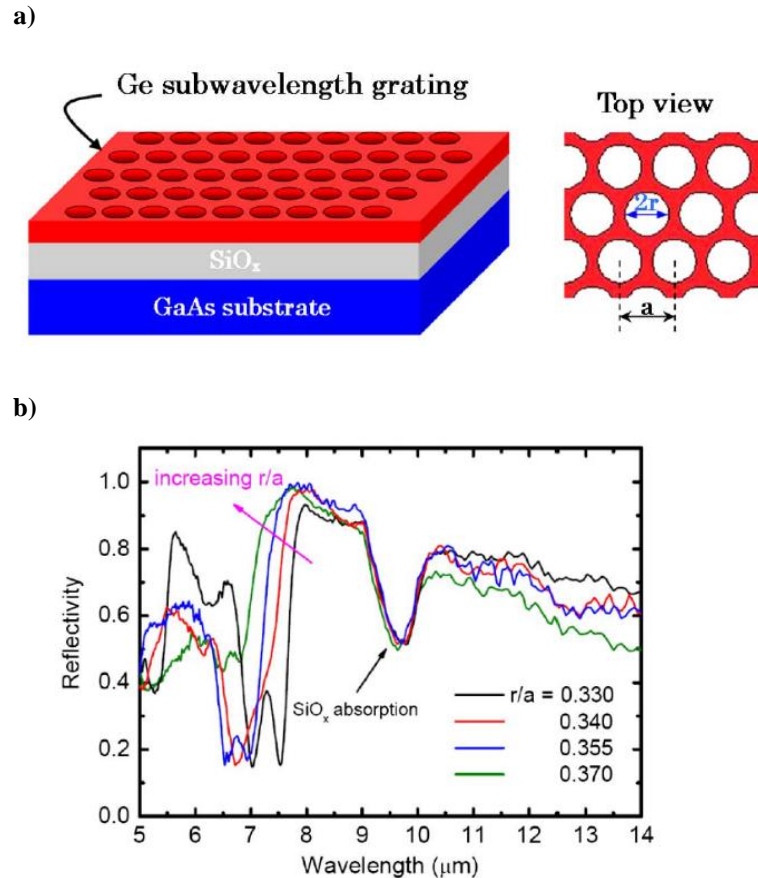 a)
Ge subwavelength grating
Top view
2r
SiOₓ
a
GaAs substrate
b)
increasing r/a
SiOₓ absorption
r/a = 0.330
0.340
0.355
0.370
Reflectivity
1.0
0.8
0.6
0.4
0.2
0.0
5 6 7 8 9 10 11 12 13 14
Wavelength (μm)